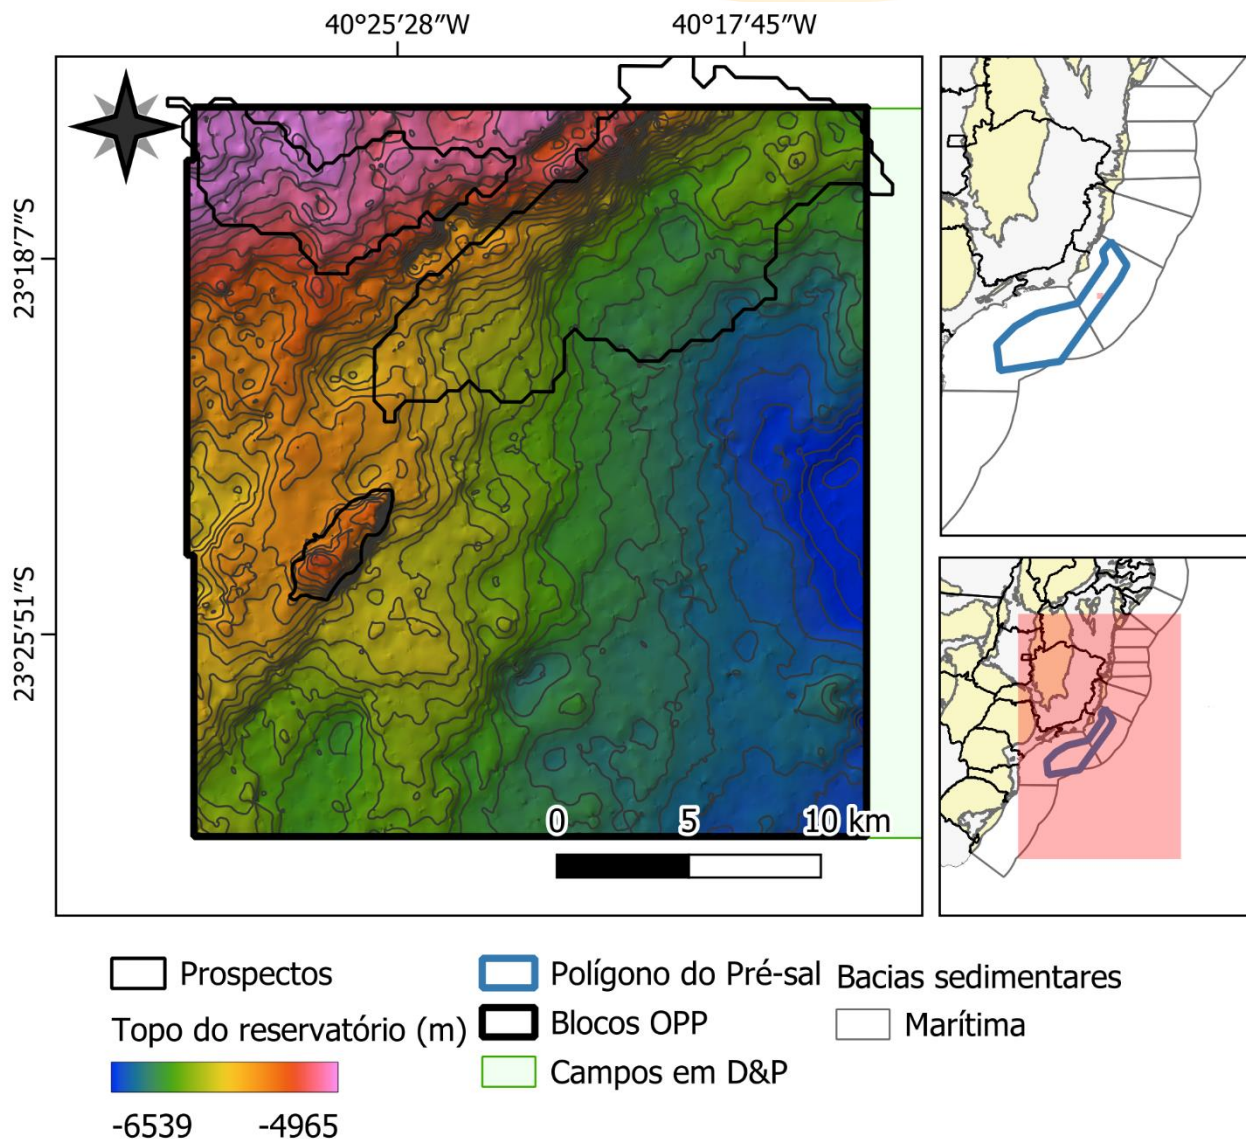 40°25′28″W
40°17′45″W
23°18′7″S
23°25′51″S
0 5 10 km
Prospectos
Topo do reservatório (m)
-6539 -4965
Polígono do Pré-sal
Blocos OPP
Campos em D&P
Bacias sedimentares
Marítima